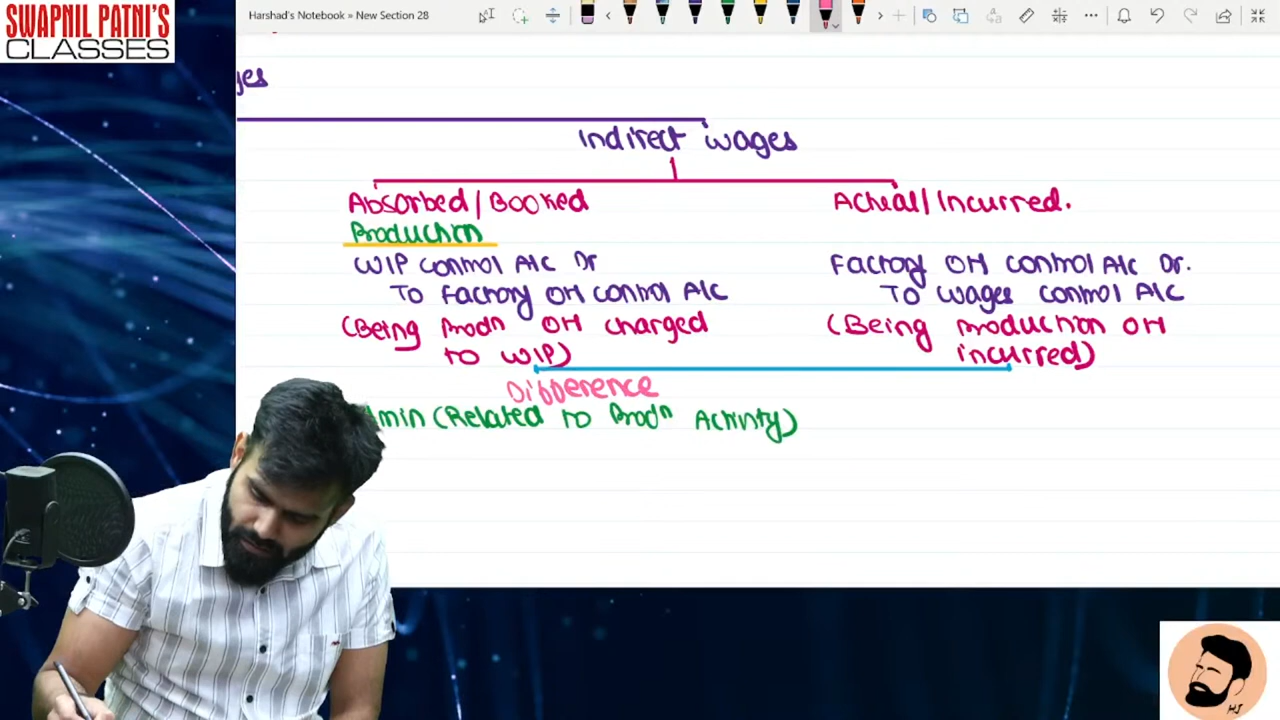 SWAPNIL PATNI'S
CLASSES
Harshad's Notebook » New Section 28
ges
Indirect wages
Absorbed/Booked
Actual/Incurred.
Production
WIP control A/c Dr
To Factory OH control A/c
(Being Prodn OH charged
to WIP)
Factory OH control A/c Dr.
To wages control A/c
(Being production OH
incurred)
Difference
min (Related to Prodn Activity)
HJ